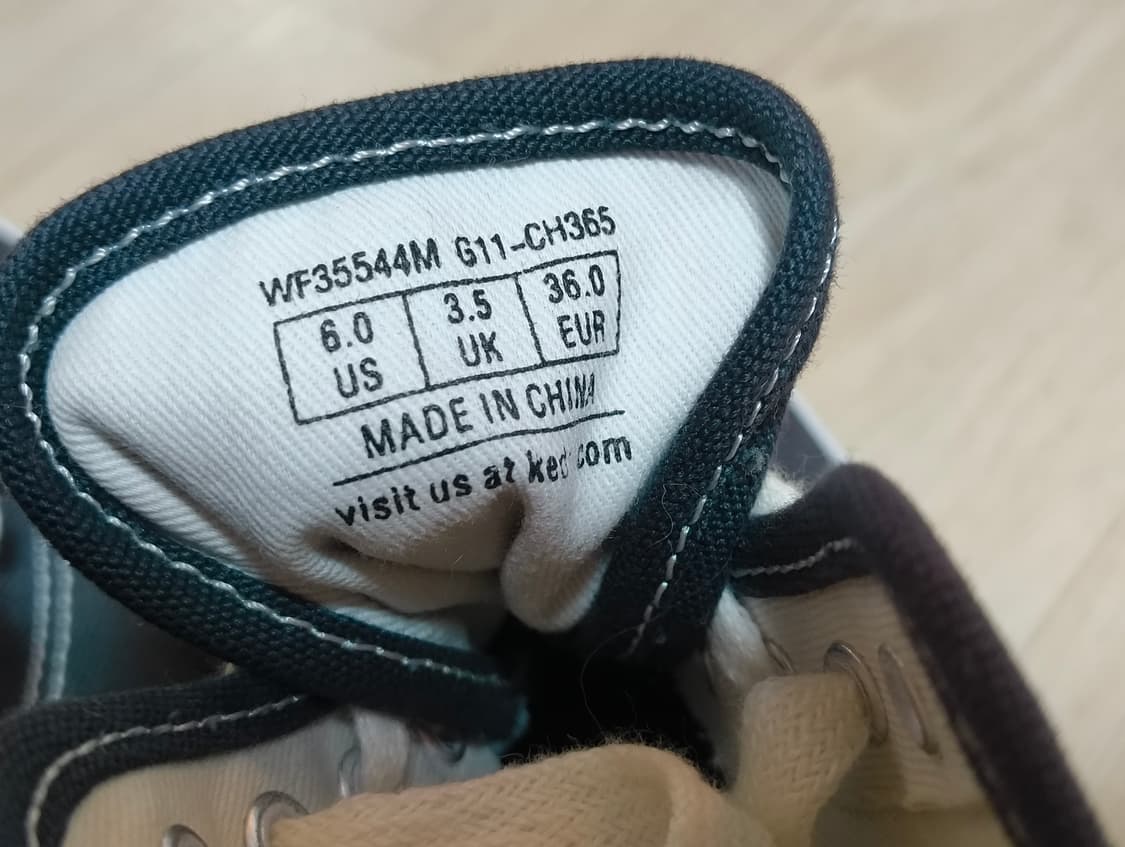 WF35544M G11-CH365
6.0 3.5 36.0
US UK EUR
MADE IN CHINA
visit us at